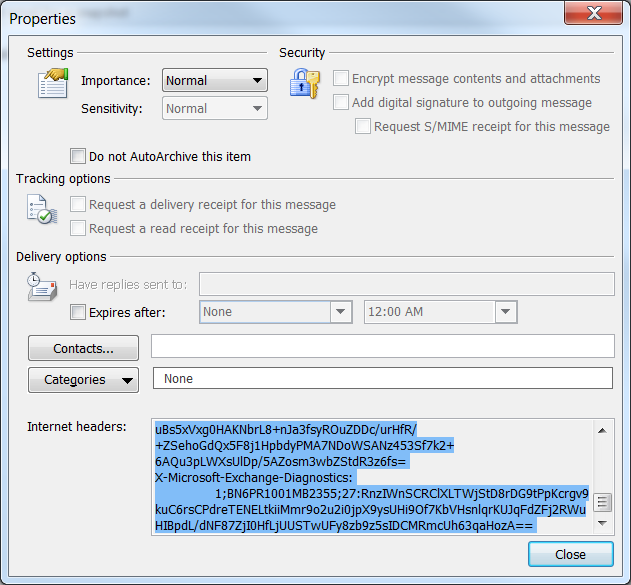 Properties
Settings
Security
Importance:
Normal
Encrypt message contents and attachments
Sensitivity:
Normal
Add digital signature to outgoing message
Request S/MIME receipt for this message
Do not AutoArchive this item
Tracking options
Request a delivery receipt for this message
Request a read receipt for this message
Delivery options
Have replies sent to:
Expires after:
None
12:00 AM
Contacts...
Categories
None
Internet headers:
uBs5xVxg0HAKNbrL8+nJa3fsyROuZDDc/urHfR/
+ZSehoGdQx5F8j1HpbdyPMA7NDoWSANz453Sf7k2+
6AQu3pLWXsUlDp/5AZosm3wbZStdR3z6fs=
X-Microsoft-Exchange-Diagnostics:
1;BN6PR1001MB2355;27:RnzIWnSCRClXLTWjStD8rDG9tPpKcrgv9
kuC6rsCPdreTENELtkiiMmr9o2u2i0jpX9ysUHi9Of7KbVHsnlqrKUJqFdZFj2RWu
HIBpdL/dNF87ZjI0HfLjUUSTwUFy8zb9z5sIDCMRmcUh63qaHozA==
Close